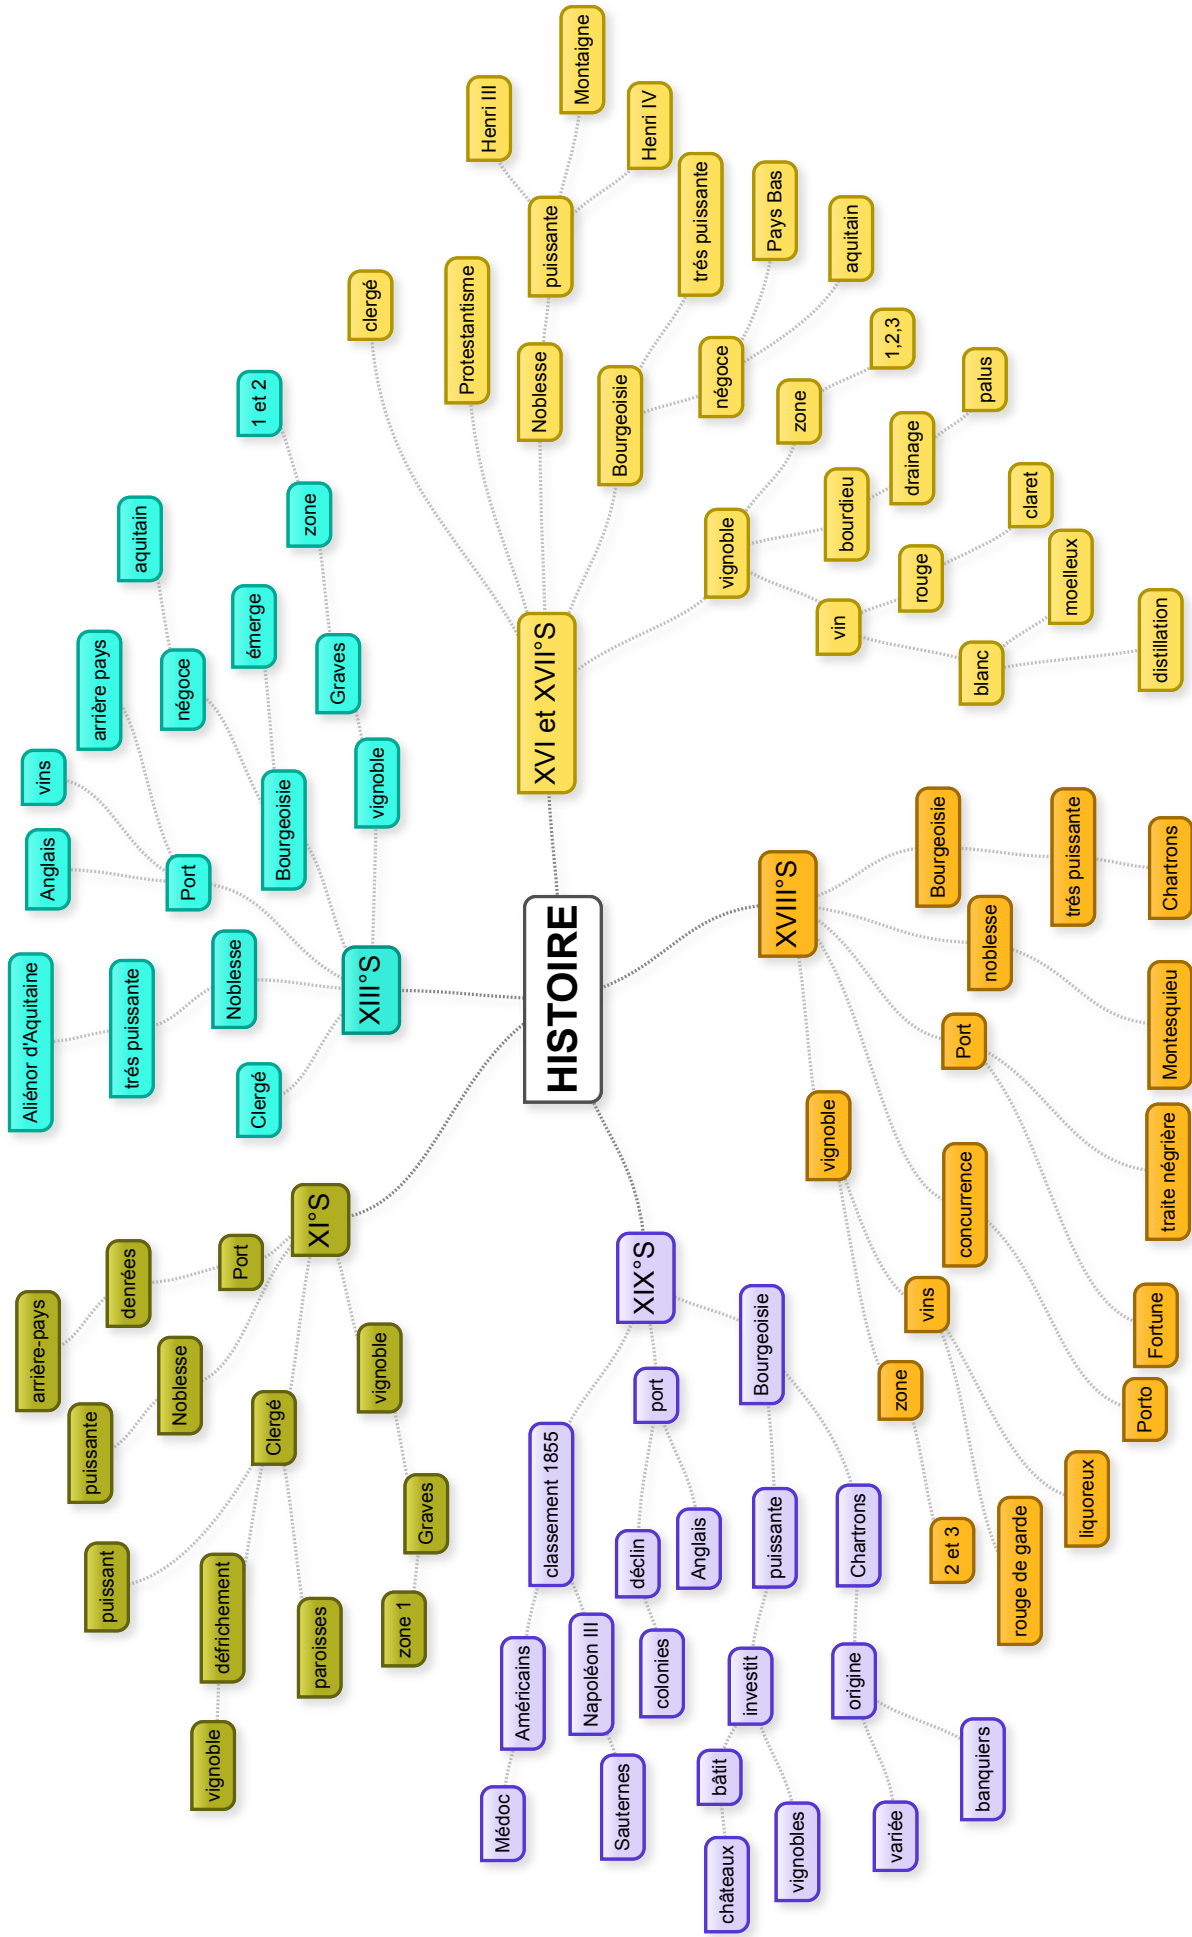 HISTOIRE
XI°S
Port
denrées
arrière-pays
Noblesse
puissante
Clergé
puissant
défrichement
vignoble
paroisses
vignoble
Graves
zone 1
XIII°S
Clergé
Noblesse
trés puissante
Aliénor d'Aquitaine
Port
Anglais
vins
arrière pays
Bourgeoisie
négoce
aquitain
émerge
vignoble
Graves
zone
1 et 2
XVI et XVII°S
clergé
Protestantisme
Noblesse
puissante
Henri III
Montaigne
Henri IV
Bourgeoisie
trés puissante
négoce
Pays Bas
aquitain
vignoble
zone
1,2,3
bourdieu
drainage
palus
vin
rouge
claret
blanc
moelleux
distillation
XVIII°S
Bourgeoisie
trés puissante
Chartrons
noblesse
Montesquieu
Port
traite négrière
Fortune
concurrence
Porto
vignoble
vins
liquoreux
rouge de garde
zone
2 et 3
XIX°S
classement 1855
Américains
Médoc
Napoléon III
Sauternes
port
déclin
colonies
Anglais
Bourgeoisie
puissante
investit
bâtit
châteaux
vignobles
Chartrons
origine
variée
banquiers